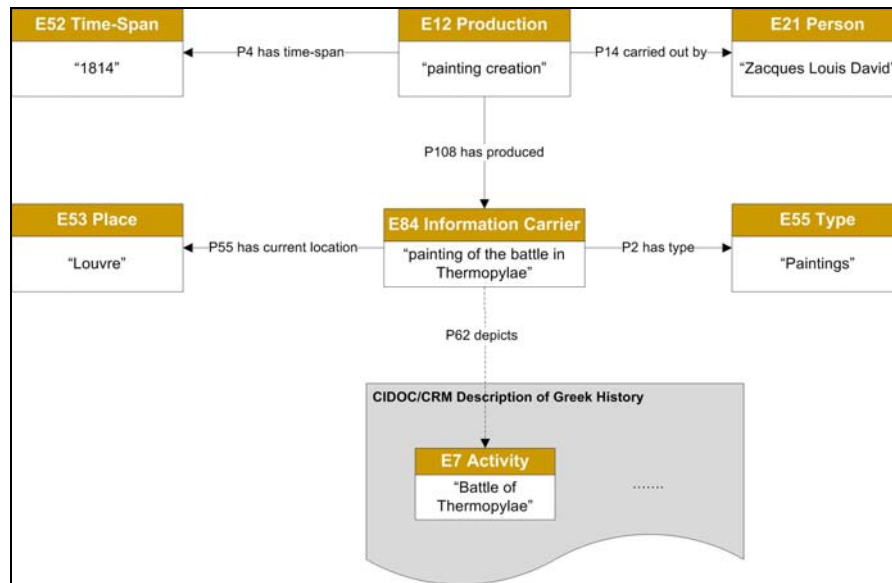 E52 Time-Span
E12 Production
E21 Person
"1814"
P4 has time-span
"painting creation"
P14 carried out by
"Zacques Louis David"
P108 has produced
E53 Place
E84 Information Carrier
E55 Type
"Louvre"
P55 has current location
"painting of the battle in
Thermopylae"
P2 has type
"Paintings"
P62 depicts
CIDOC/CRM Description of Greek History
E7 Activity
"Battle of
Thermopylae"
.......